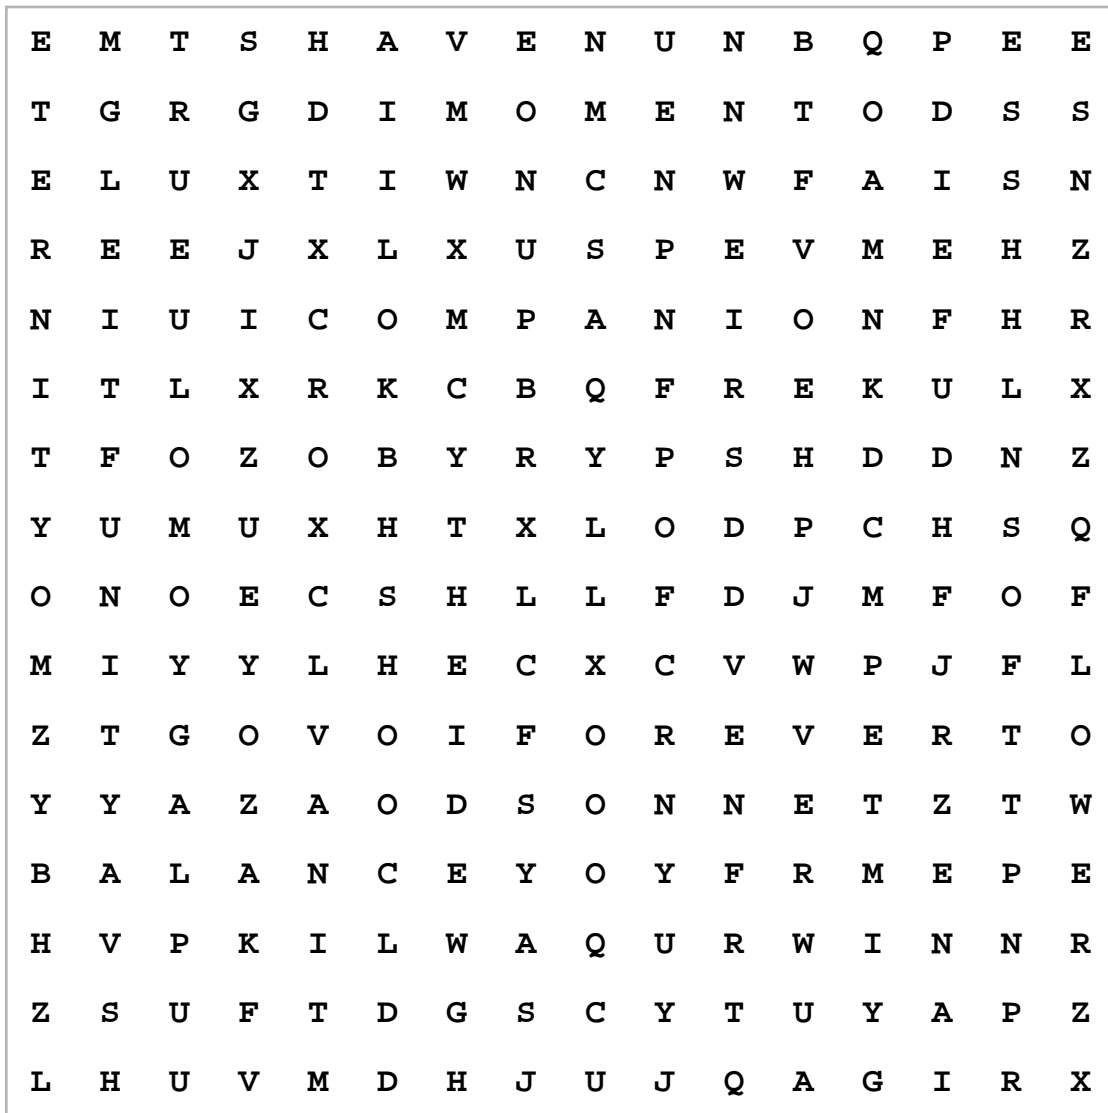 E M T S H A V E N U N B Q P E E
T G R G D I M O M E N T O D S S
E L U X T I W N C N W F A I S N
R E E J X L X U S P E V M E H Z
N I U I C O M P A N I O N F H R
I T L X R K C B Q F R E K U L X
T F O Z O B Y R Y P S H D D N Z
Y U M U X H T X L O D P C H S Q
O N O E C S H L L F D J M F O F
M I Y Y L H E C X C V W P J F L
Z T G O V O I F O R E V E R T O
Y Y A Z A O D S O N N E T Z T W
B A L A N C E Y O Y F R M E P E
H V P K I L W A Q U R W I N N R
Z S U F T D G S C Y T U Y A P Z
L H U V M D H J U J Q A G I R X